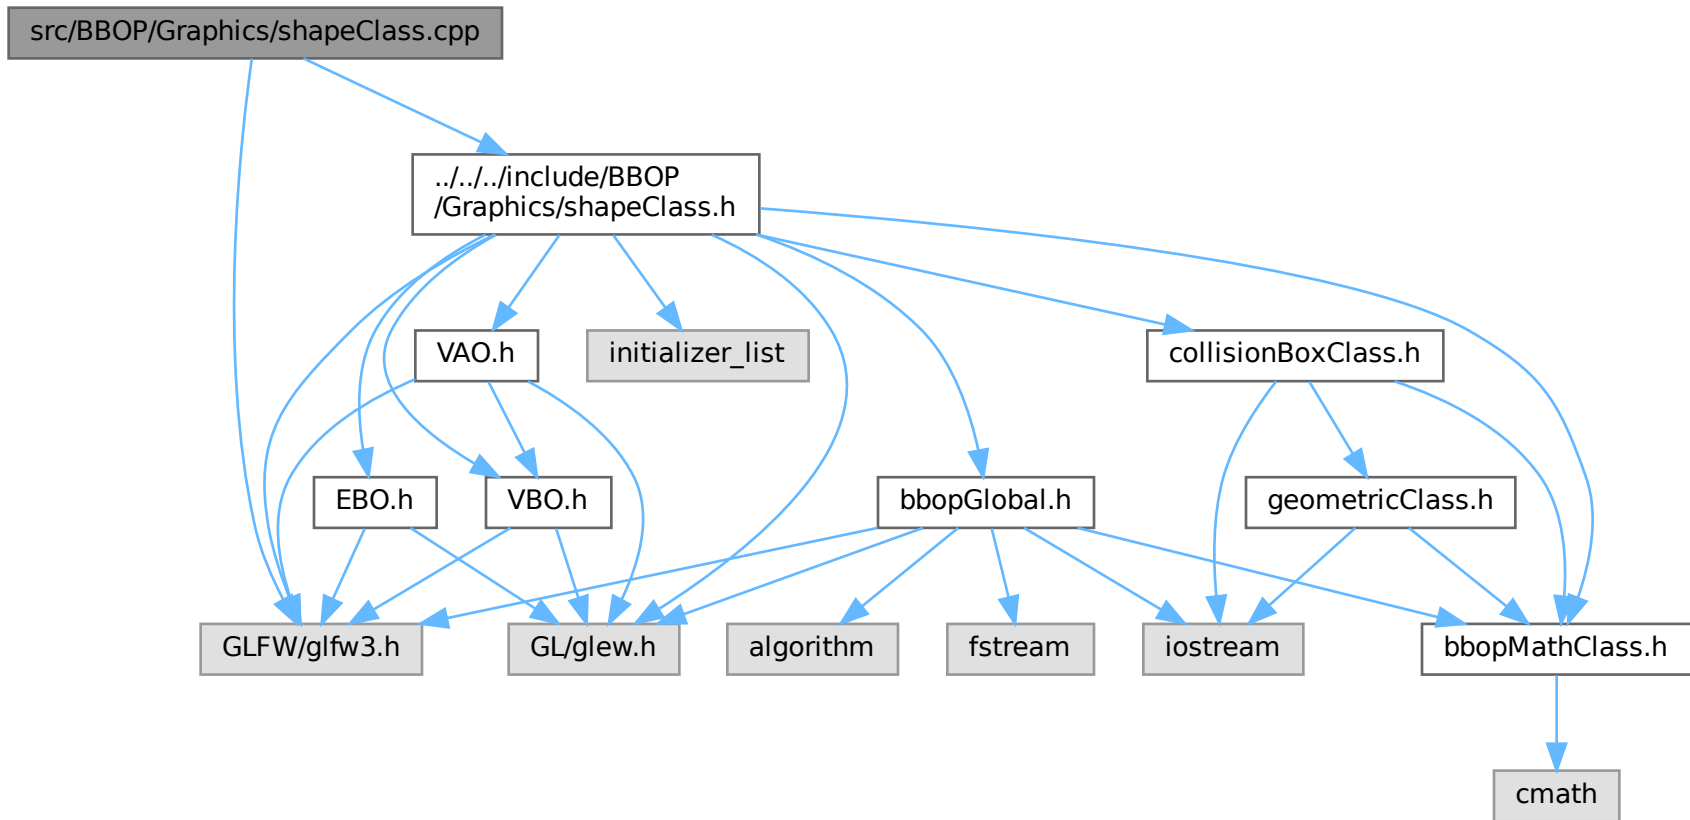 src/BBOP/Graphics/shapeClass.cpp
../../../include/BBOP
/Graphics/shapeClass.h
VAO.h
initializer_list
collisionBoxClass.h
EBO.h
VBO.h
bbopGlobal.h
geometricClass.h
GLFW/glfw3.h
GL/glew.h
algorithm
fstream
iostream
bbopMathClass.h
cmath